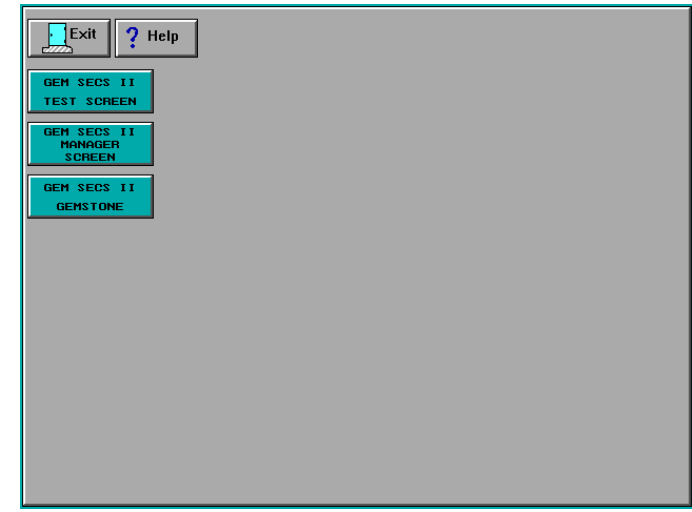 Exit
? Help
GEM SECS II
TEST SCREEN
GEM SECS II
MANAGER
SCREEN
GEM SECS II
GEMSTONE